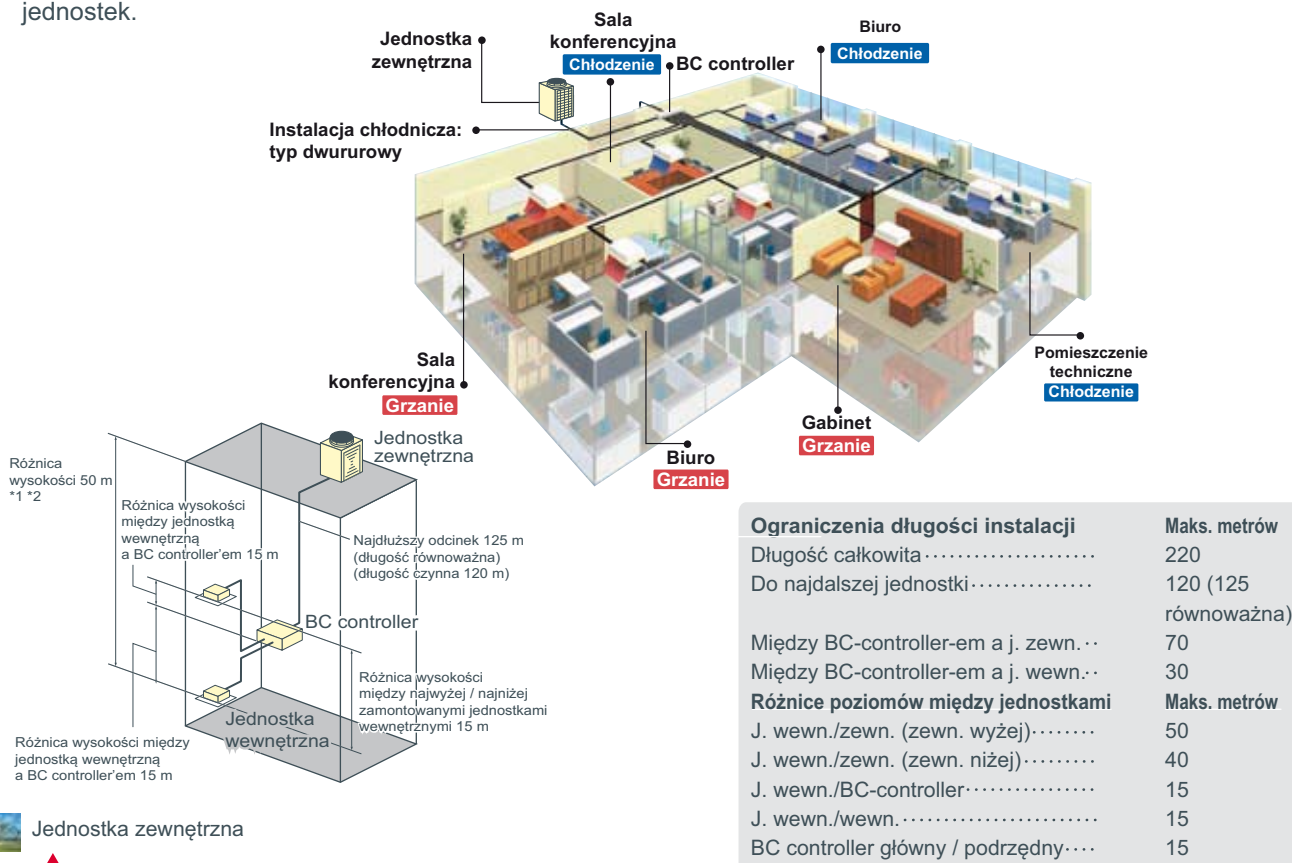 jednostek.
Jednostka
zewnętrzna
Sala
konferencyjna
Chłodzenie
BC controller
Biuro
Chłodzenie
Instalacja chłodnicza:
typ dwururowy
Sala
konferencyjna
Grzanie
Biuro
Grzanie
Gabinet
Grzanie
Pomieszczenie
techniczne
Chłodzenie
Jednostka
zewnętrzna
Różnica
wysokości 50 m
*1 *2
Różnica wysokości
między jednostką
wewnętrzną
a BC controller'em 15 m
Najdłuższy odcinek 125 m
(długość równoważna)
(długość czynna 120 m)
BC controller
Różnica wysokości
między najwyżej / najniżej
zamontowanymi jednostkami
wewnętrznymi 15 m
Jednostka
wewnętrzna
Różnica wysokości między
jednostką wewnętrzną
a BC controller'em 15 m
Jednostka zewnętrzna
Ograniczenia długości instalacji Maks. metrów
Długość całkowita 220
Do najdalszej jednostki 120 (125
równoważna)
Między BC-controller-em a j. zewn. 70
Między BC-controller-em a j. wewn. 30
Różnice poziomów między jednostkami Maks. metrów
J. wewn./zewn. (zewn. wyżej) 50
J. wewn./zewn. (zewn. niżej) 40
J. wewn./BC-controller 15
J. wewn./wewn. 15
BC controller główny / podrzędny 15